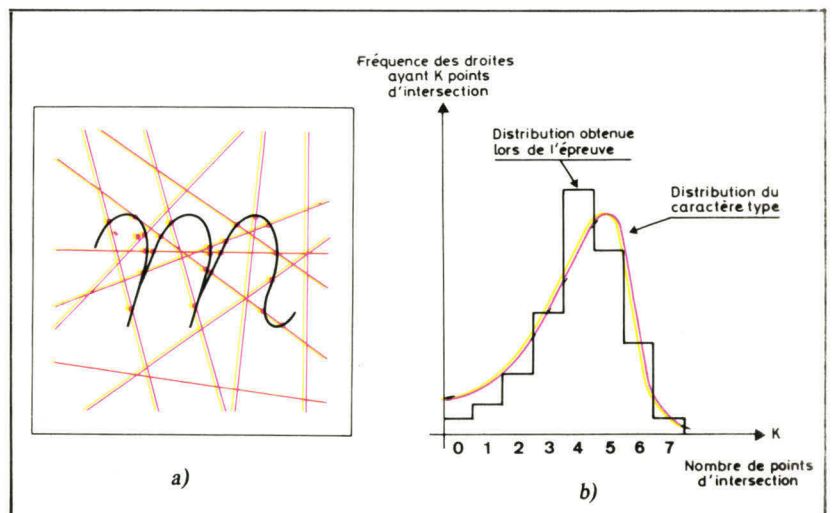 Fréquence des droites
ayant K points
d'intersection
Distribution obtenue
lors de l'épreuve
Distribution du
caractère type
K
0 1 2 3 4 5 6 7
Nombre de points
d'intersection
a)
b)